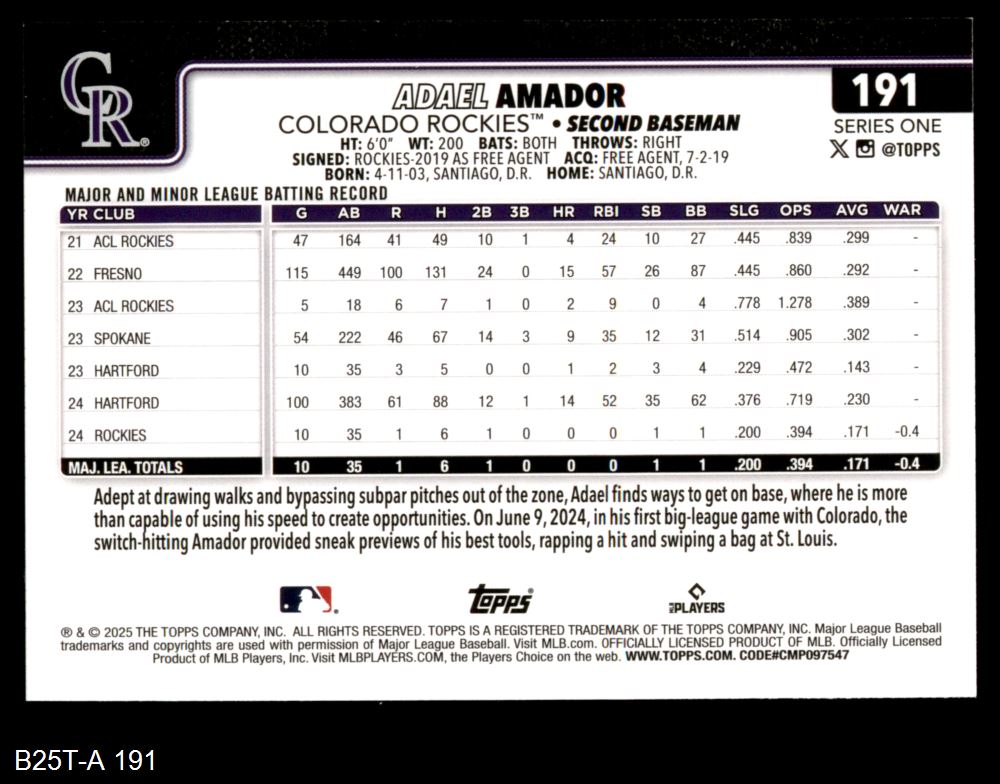 CR®
ADAEL AMADOR
191
COLORADO ROCKIES™ • SECOND BASEMAN
SERIES ONE
HT: 6'0" WT: 200 BATS: BOTH THROWS: RIGHT
@TOPPS
SIGNED: ROCKIES-2019 AS FREE AGENT ACQ: FREE AGENT, 7-2-19
BORN: 4-11-03, SANTIAGO, D.R. HOME: SANTIAGO, D.R.
MAJOR AND MINOR LEAGUE BATTING RECORD
YR CLUB G AB R H 2B 3B HR RBI SB BB SLG OPS AVG WAR
21 ACL ROCKIES 47 164 41 49 10 1 4 24 10 27 .445 .839 .299 -
22 FRESNO 115 449 100 131 24 0 15 57 26 87 .445 .860 .292 -
23 ACL ROCKIES 5 18 6 7 1 0 2 9 0 4 .778 1.278 .389 -
23 SPOKANE 54 222 46 67 14 3 9 35 12 31 .514 .905 .302 -
23 HARTFORD 10 35 3 5 0 0 1 2 3 4 .229 .472 .143 -
24 HARTFORD 100 383 61 88 12 1 14 52 35 62 .376 .719 .230 -
24 ROCKIES 10 35 1 6 1 0 0 0 1 1 .200 .394 .171 -0.4
MAJ. LEA. TOTALS 10 35 1 6 1 0 0 0 1 1 .200 .394 .171 -0.4
Adept at drawing walks and bypassing subpar pitches out of the zone, Adael finds ways to get on base, where he is more
than capable of using his speed to create opportunities. On June 9, 2024, in his first big-league game with Colorado, the
switch-hitting Amador provided sneak previews of his best tools, rapping a hit and swiping a bag at St. Louis.
Topps®
MLB PLAYERS
® & © 2025 THE TOPPS COMPANY, INC. ALL RIGHTS RESERVED. TOPPS IS A REGISTERED TRADEMARK OF THE TOPPS COMPANY, INC. Major League Baseball
trademarks and copyrights are used with permission of Major League Baseball. Visit MLB.com. OFFICIALLY LICENSED PRODUCT OF MLB. Officially Licensed
Product of MLB Players, Inc. Visit MLBPLAYERS.COM, the Players Choice on the web. WWW.TOPPS.COM. CODE#CMP097547
B25T-A 191